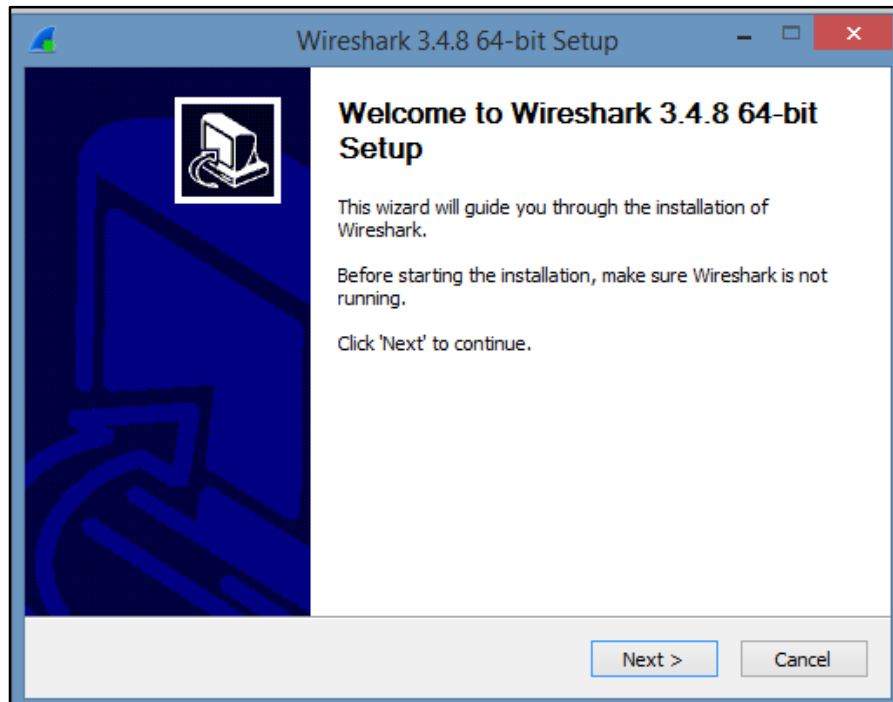 Wireshark 3.4.8 64-bit Setup
Welcome to Wireshark 3.4.8 64-bit
Setup
This wizard will guide you through the installation of
Wireshark.
Before starting the installation, make sure Wireshark is not
running.
Click 'Next' to continue.
Next >
Cancel